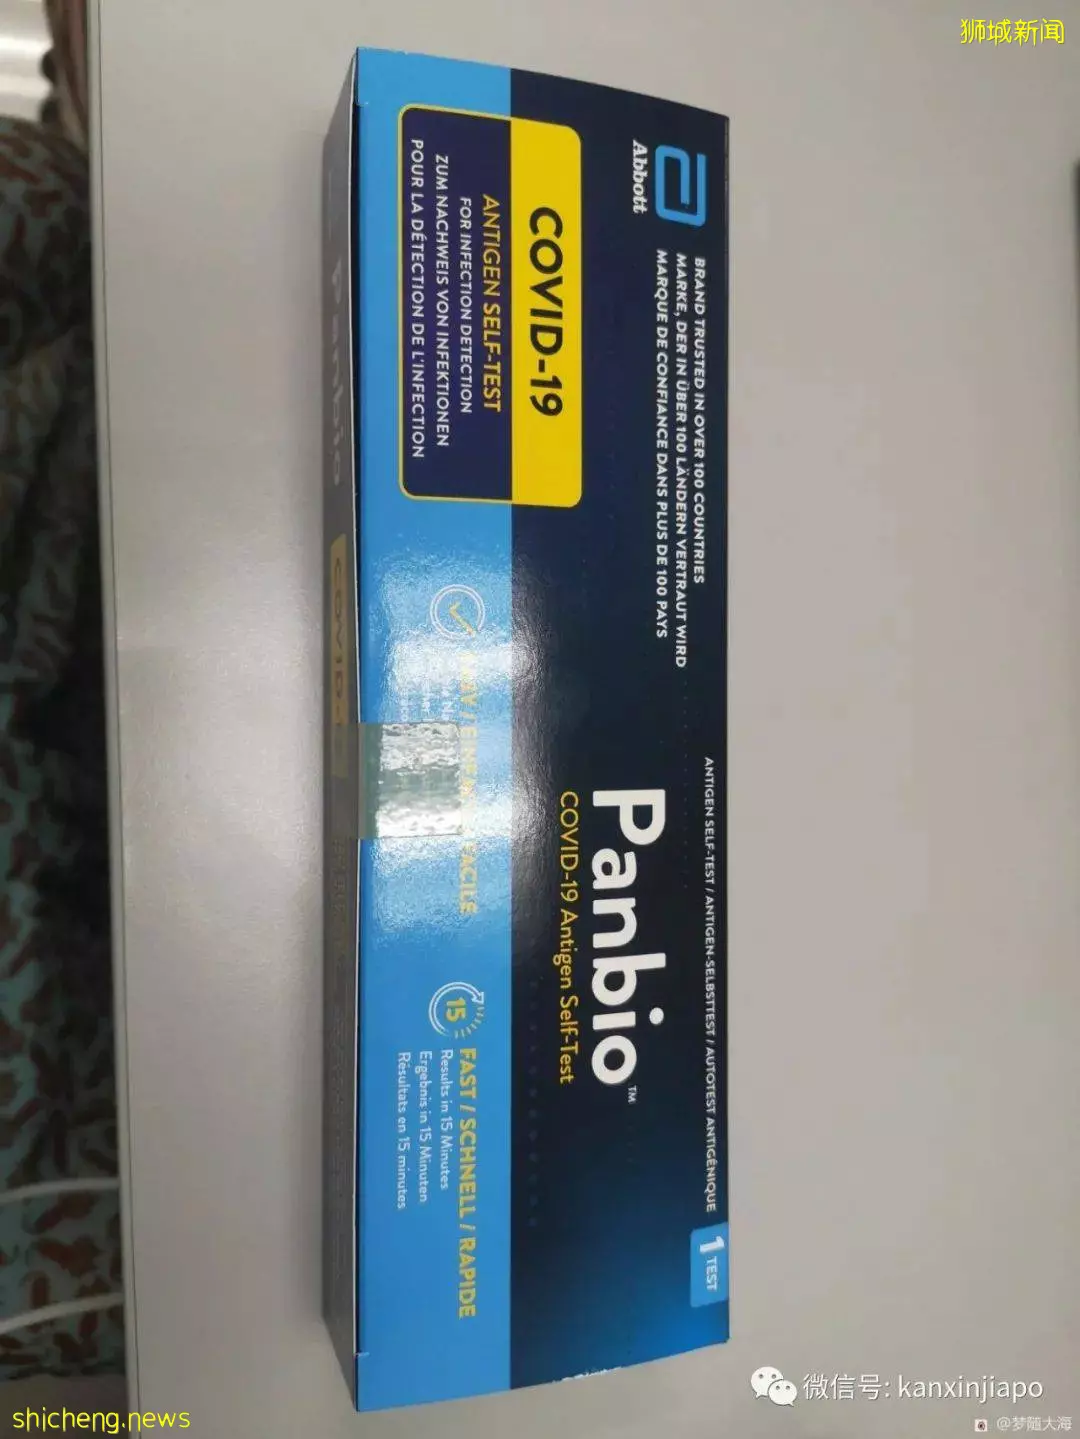 狮城新闻
Abbott
BRAND TRUSTED IN OVER 100 COUNTRIES
MARKE, DER IN ÜBER 100 LÄNDERN VERTRAUT WIRD
MARQUE DE CONFIANCE DANS PLUS DE 100 PAYS
ANTIGEN SELF-TEST / ANTIGEN-SELBSTTEST / AUTOTEST ANTIGÉNIQUE
1 TEST
COVID-19
ANTIGEN SELF-TEST
FOR INFECTION DETECTION
ZUM NACHWEIS VON INFEKTIONEN
POUR LA DÉTECTION DE L'INFECTION
Panbio™
COVID-19 Antigen Self-Test
FACILE
15
FAST / SCHNELL / RAPIDE
Results in 15 Minutes
Ergebnis in 15 Minuten
Résultats en 15 minutes
Panbio
微信号: kanxinjiapo
@梦随大海
shicheng.news